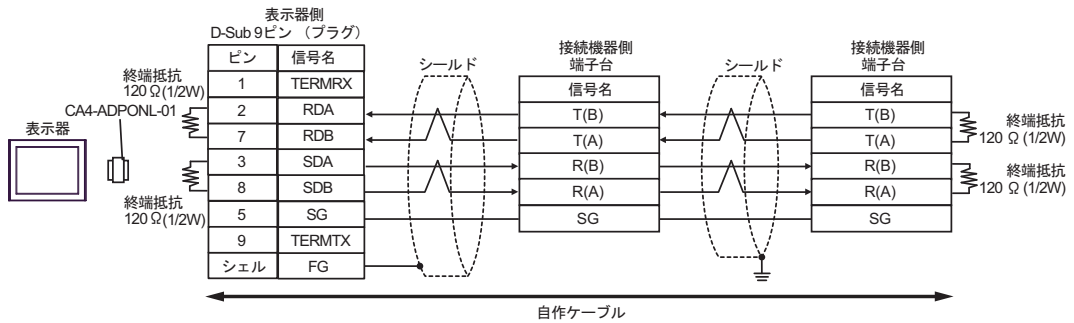 表示器側
D-Sub 9ピン （プラグ）
ピン 信号名
1 TERMRX
2 RDA
7 RDB
3 SDA
8 SDB
5 SG
9 TERMTX
シェル FG
終端抵抗
120 Ω(1/2W)
CA4-ADPONL-01
表示器
終端抵抗
120 Ω(1/2W)
シールド
接続機器側
端子台
信号名
T(B)
T(A)
R(B)
R(A)
SG
シールド
接続機器側
端子台
信号名
T(B)
T(A)
R(B)
R(A)
SG
終端抵抗
120 Ω (1/2W)
終端抵抗
120 Ω (1/2W)
自作ケーブル